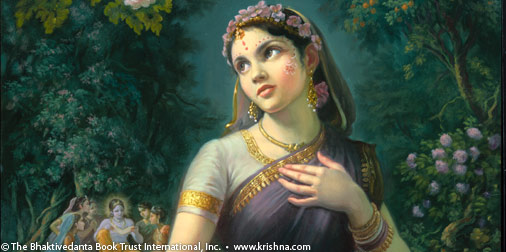 © The Bhaktivedanta Book Trust International, Inc. • www.krishna.com